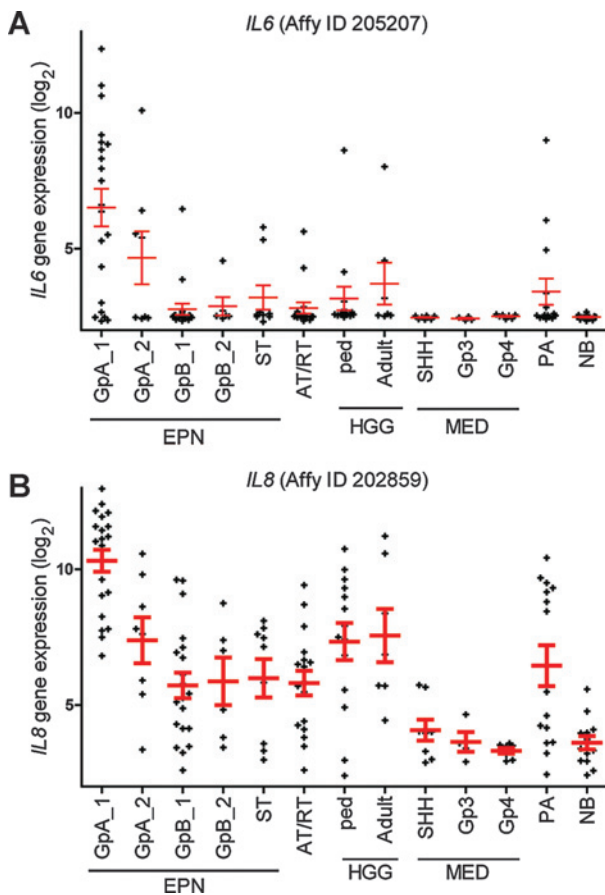 A
IL6 (Affy ID 205207)
IL6 gene expression (log2)
10
5
GpA_1
GpA_2
GpB_1
GpB_2
ST
AT/RT
ped
Adult
SHH
Gp3
Gp4
PA
NB
EPN
HGG
MED
B
IL8 (Affy ID 202859)
IL8 gene expression (log2)
10
5
GpA_1
GpA_2
GpB_1
GpB_2
ST
AT/RT
ped
Adult
SHH
Gp3
Gp4
PA
NB
EPN
HGG
MED